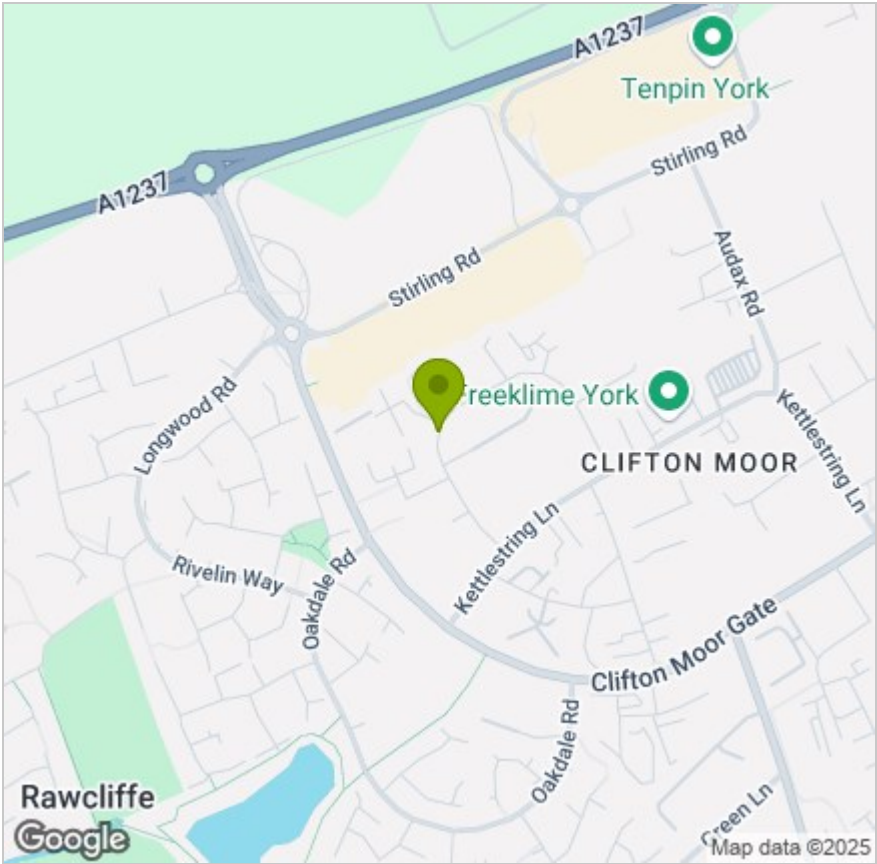 A1237
Tenpin York
Stirling Rd
A1237
Audax Rd
Stirling Rd
Longwood Rd
reeklime York
Kettlestring Ln
CLIFTON MOOR
Kettlestring Ln
Rivelin Way
Oakdale Rd
Clifton Moor Gate
Oakdale Rd
Rawcliffe
Green Ln
Google
Map data ©2025